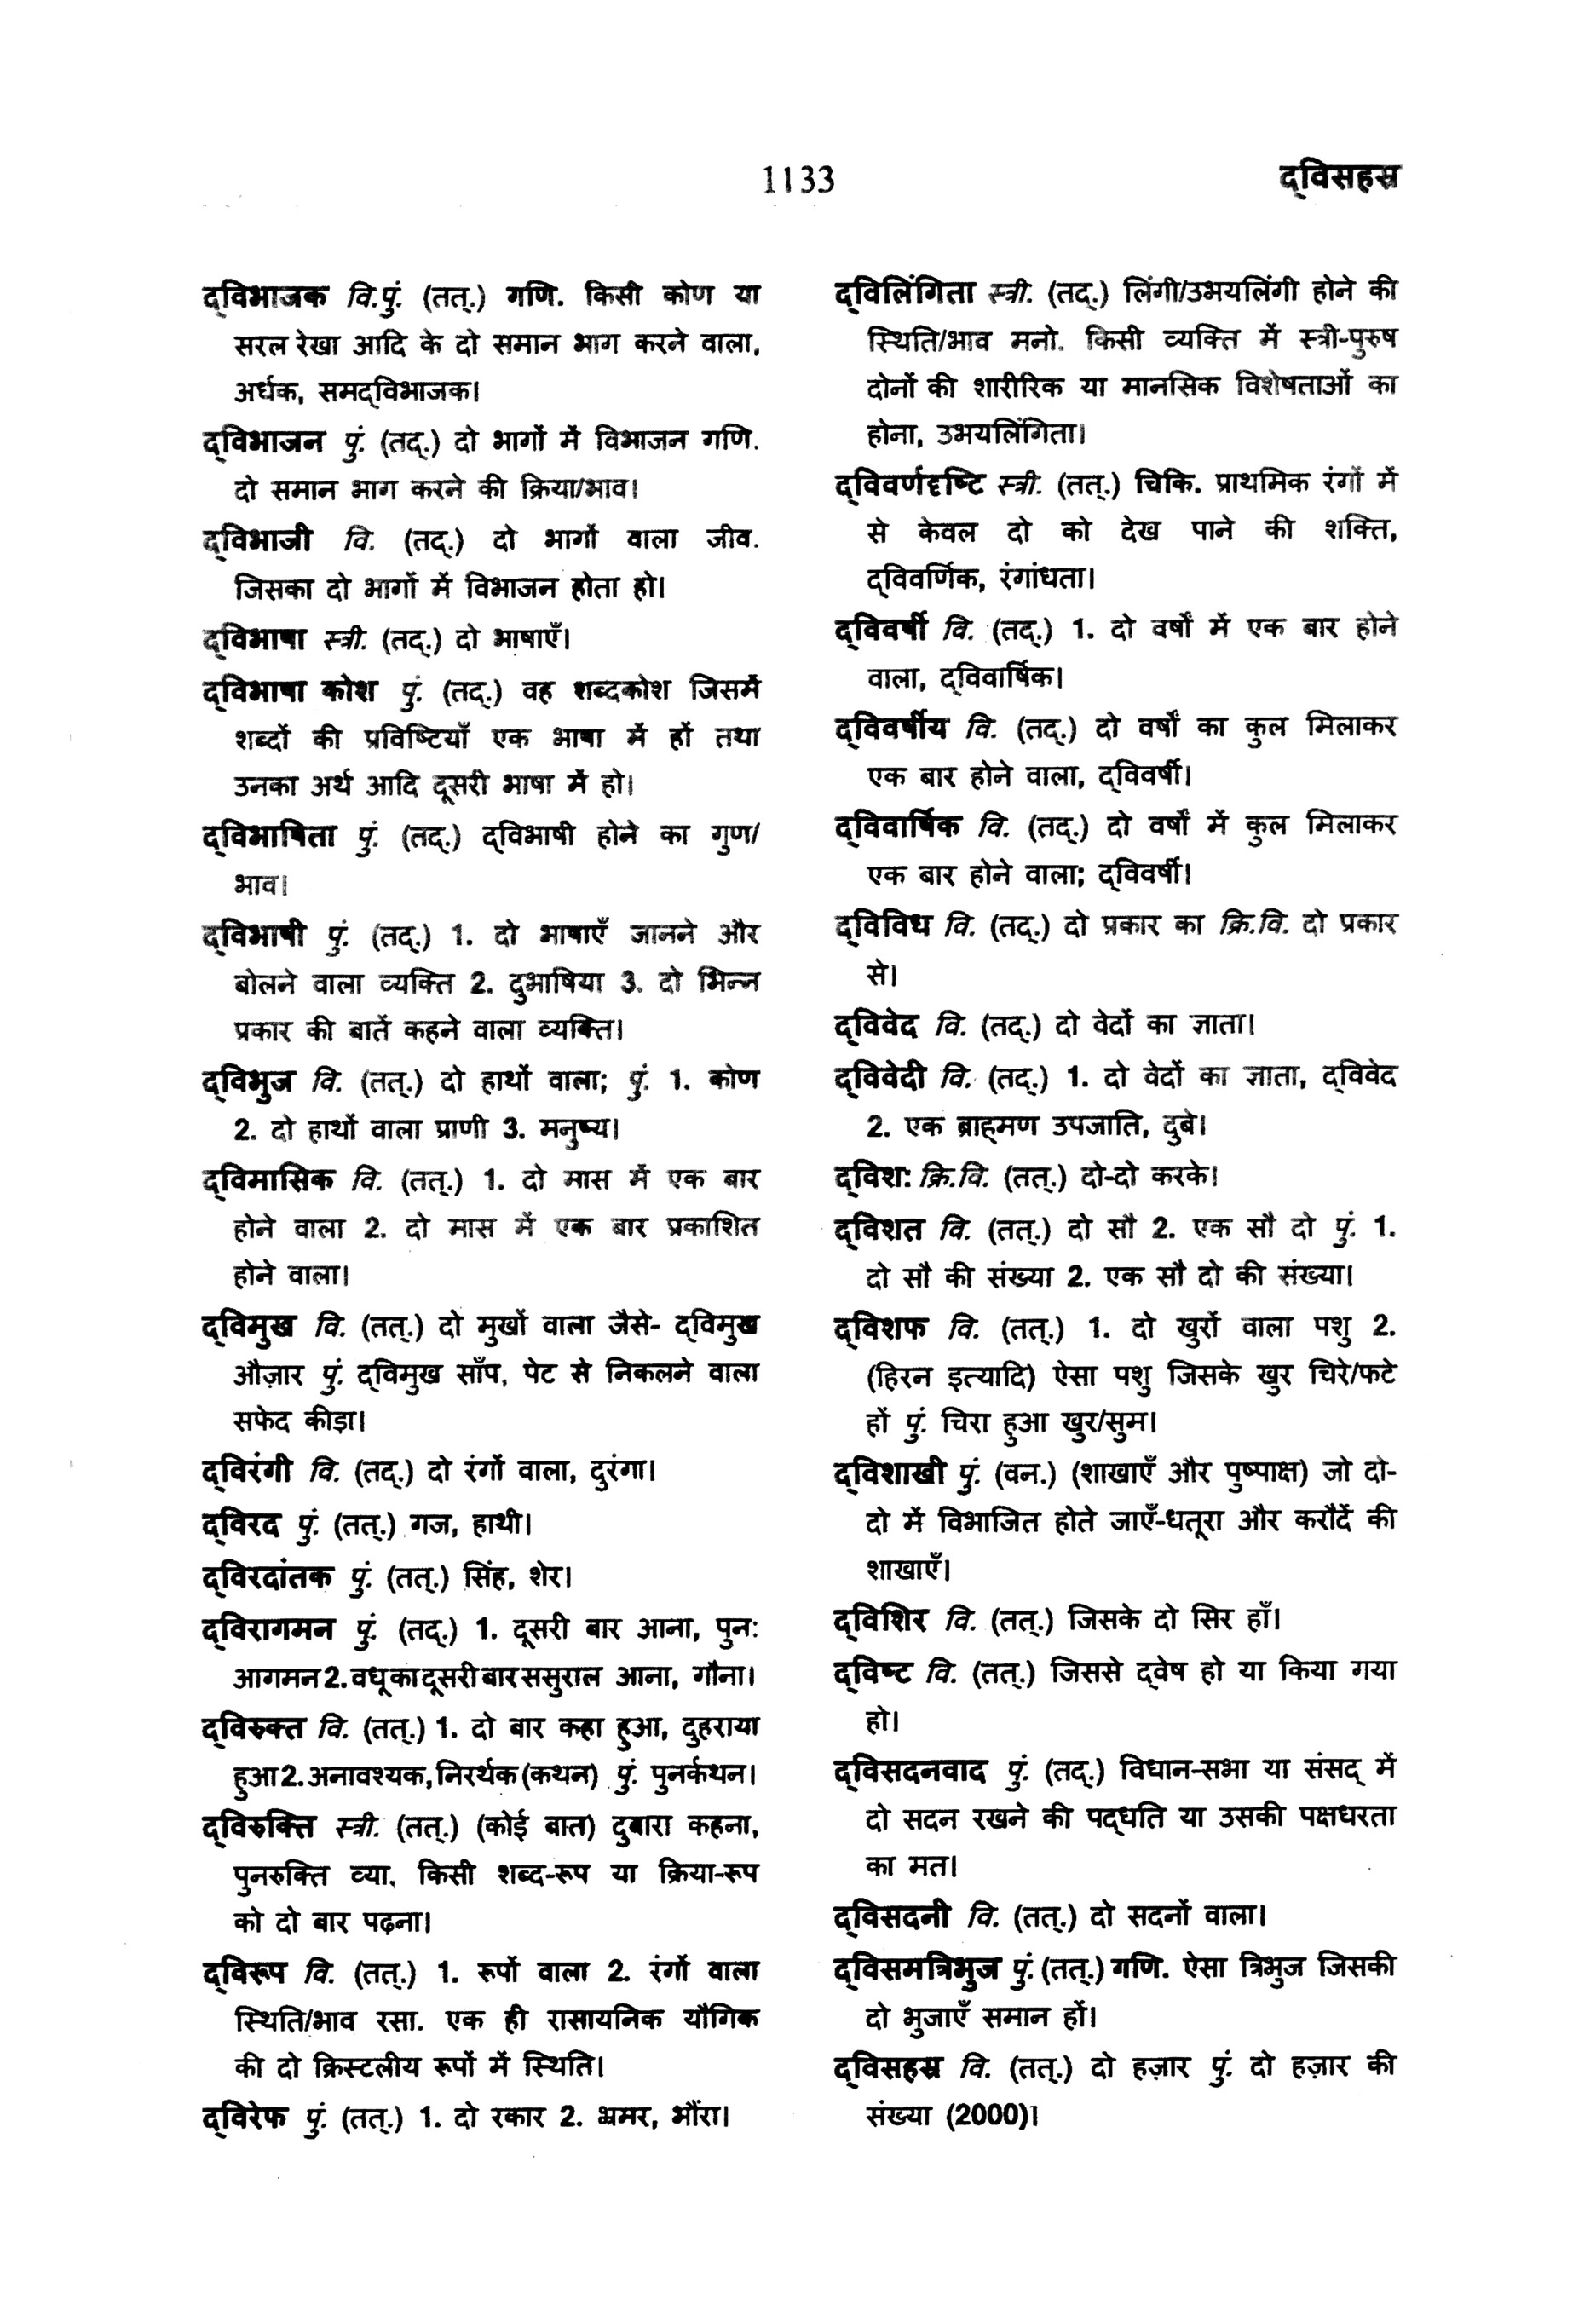 1133
द्‌विसहस्र
द्‌विभाजक वि.पुं. (तत्.) गणि. किसी कोण या
सरल रेखा आदि के दो समान भाग करने वाला,
अर्धक, समद्‌विभाजक।
द्‌विभाजन पुं. (तद्.) दो भागों में विभाजन गणि.
दो समान भाग करने की क्रिया/भाव।
द्‌विभाजी वि. (तद्.) दो भागों वाला जीव.
जिसका दो भागों में विभाजन होता हो।
द्‌विभाषा स्त्री. (तद्.) दो भाषाएँ।
द्‌विभाषा कोश पुं. (तद्.) वह शब्दकोश जिसमें
शब्दों की प्रविष्टियाँ एक भाषा में हों तथा
उनका अर्थ आदि दूसरी भाषा में हो।
द्‌विभाषिता पुं. (तद्.) द्‌विभाषी होने का गुण/
भाव।
द्‌विभाषी पुं. (तद्.) 1. दो भाषाएँ जानने और
बोलने वाला व्यक्ति 2. दुभाषिया 3. दो भिन्न
प्रकार की बातें कहने वाला व्यक्ति।
द्‌विभुज वि. (तत्.) दो हाथों वाला; पुं. 1. कोण
2. दो हाथों वाला प्राणी 3. मनुष्य।
द्‌विमासिक वि. (तत्.) 1. दो मास में एक बार
होने वाला 2. दो मास में एक बार प्रकाशित
होने वाला।
द्‌विमुख वि. (तत्.) दो मुखों वाला जैसे- द्‌विमुख
औज़ार पुं. द्‌विमुख साँप, पेट से निकलने वाला
सफेद कीड़ा।
द्‌विरंगी वि. (तद्.) दो रंगों वाला, दुरंगा।
द्‌विरद पुं. (तत्.) गज, हाथी।
द्‌विरदांतक पुं. (तत्.) सिंह, शेर।
द्‌विरागमन पुं. (तद्.) 1. दूसरी बार आना, पुन:
आगमन 2. वधू का दूसरी बार ससुराल आना, गौना।
द्‌विरुक्त वि. (तत्.) 1. दो बार कहा हुआ, दुहराया
हुआ 2. अनावश्यक, निरर्थक (कथन) पुं. पुनर्कथन।
द्‌विरुक्ति स्त्री. (तत्.) (कोई बात) दुबारा कहना,
पुनरुक्ति व्या. किसी शब्द-रूप या क्रिया-रूप
को दो बार पढ़ना।
द्‌विरूप वि. (तत्.) 1. रूपों वाला 2. रंगों वाला
स्थिति/भाव रसा. एक ही रासायनिक यौगिक
की दो क्रिस्टलीय रूपों में स्थिति।
द्‌विरेफ पुं. (तत्.) 1. दो रकार 2. भ्रमर, भौंरा।
द्‌विलिंगिता स्त्री. (तद्.) लिंगी/उभयलिंगी होने की
स्थिति/भाव मनो. किसी व्यक्ति में स्त्री-पुरुष
दोनों की शारीरिक या मानसिक विशेषताओं का
होना, उभयलिंगिता।
द्‌विवर्णदृष्टि स्त्री. (तत्.) चिकि. प्राथमिक रंगों में
से केवल दो को देख पाने की शक्ति,
द्‌विवर्णिक, रंगांधता।
द्‌विवर्षी वि. (तद्.) 1. दो वर्षों में एक बार होने
वाला, द्‌विवार्षिक।
द्‌विवर्षीय वि. (तद्.) दो वर्षों का कुल मिलाकर
एक बार होने वाला, द्‌विवर्षी।
द्‌विवार्षिक वि. (तद्.) दो वर्षों में कुल मिलाकर
एक बार होने वाला; द्‌विवर्षी।
द्‌विविध वि. (तद्.) दो प्रकार का क्रि.वि. दो प्रकार
से।
द्‌विवेद वि. (तद्.) दो वेदों का ज्ञाता।
द्‌विवेदी वि. (तद्.) 1. दो वेदों का ज्ञाता, द्‌विवेद
2. एक ब्राह्‌मण उपजाति, दुबे।
द्‌विश: क्रि.वि. (तत्.) दो-दो करके।
द्‌विशत वि. (तत्.) दो सौ 2. एक सौ दो पुं. 1.
दो सौ की संख्या 2. एक सौ दो की संख्या।
द्‌विशफ वि. (तत्.) 1. दो खुरों वाला पशु 2.
(हिरन इत्यादि) ऐसा पशु जिसके खुर चिरे/फटे
हों पुं. चिरा हुआ खुर/सुम।
द्‌विशाखी पुं. (वन.) (शाखाएँ और पुष्पाक्ष) जो दो-
दो में विभाजित होते जाएँ-धतूरा और करौंदें की
शाखाएँ।
द्‌विशिर वि. (तत्.) जिसके दो सिर हों।
द्‌विष्ट वि. (तत्.) जिससे द्‌वेष हो या किया गया
हो।
द्‌विसदनवाद पुं. (तद्.) विधान-सभा या संसद् में
दो सदन रखने की पद्‌धति या उसकी पक्षधरता
का मत।
द्‌विसदनी वि. (तत्.) दो सदनों वाला।
द्‌विसमत्रिभुज पुं. (तत्.) गणि. ऐसा त्रिभुज जिसकी
दो भुजाएँ समान हों।
द्‌विसहस्र वि. (तत्.) दो हज़ार पुं. दो हज़ार की
संख्या (2000)।